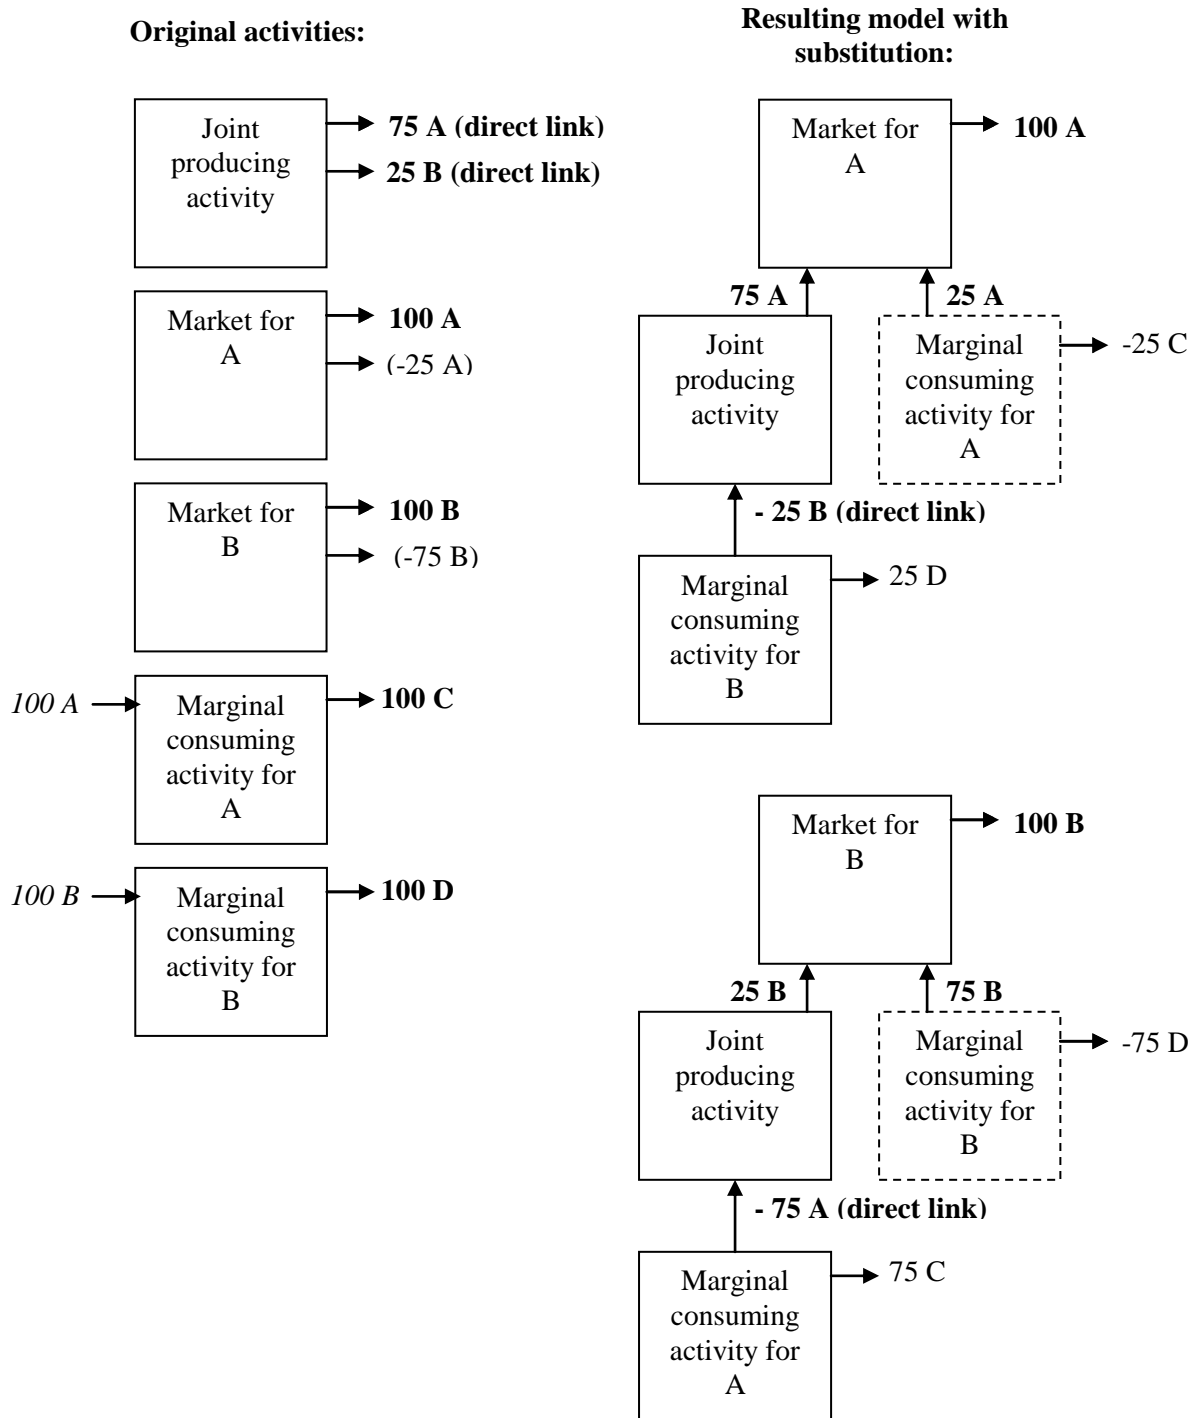 Original activities:
Joint
producing
activity
75 A (direct link)
25 B (direct link)
Market for
A
100 A
(-25 A)
Market for
B
100 B
(-75 B)
100 A
Marginal
consuming
activity for
A
100 C
100 B
Marginal
consuming
activity for
B
100 D
Resulting model with
substitution:
Market for
A
100 A
75 A
25 A
Joint
producing
activity
Marginal
consuming
activity for
A
-25 C
- 25 B (direct link)
Marginal
consuming
activity for
B
25 D
Market for
B
100 B
25 B
75 B
Joint
producing
activity
Marginal
consuming
activity for
B
-75 D
- 75 A (direct link)
Marginal
consuming
activity for
A
75 C